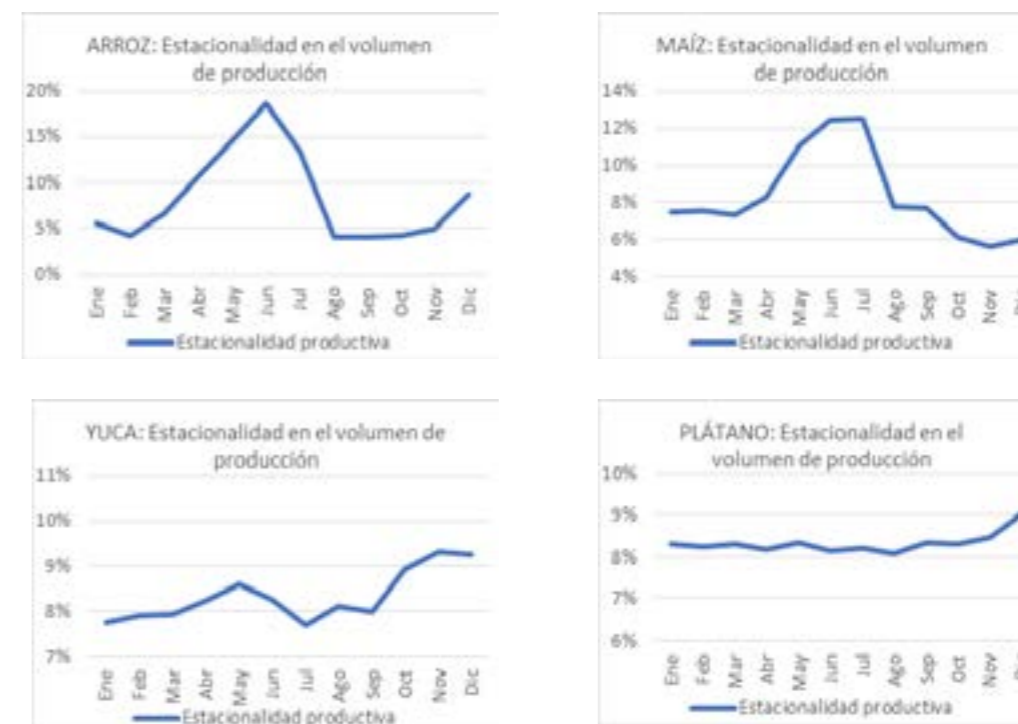 ARROZ: Estacionalidad en el volumen
de producción
20%
15%
10%
5%
0%
Ene Feb Mar Abr May Jun Jul Ago Sep Oct Nov Dic
Estacionalidad productiva
MAÍZ: Estacionalidad en el volumen
de producción
14%
12%
10%
8%
6%
4%
Ene Feb Mar Abr May Jun Jul Ago Sep Oct Nov
Estacionalidad productiva
YUCA: Estacionalidad en el volumen de
producción
11%
10%
9%
8%
7%
Ene Feb Mar Abr May Jun Jul Ago Sep Oct Nov Dic
Estacionalidad productiva
PLÁTANO: Estacionalidad en el
volumen de producción
10%
9%
8%
7%
6%
Ene Feb Mar Abr May Jun Jul Ago Sep Oct Nov
Estacionalidad productiva